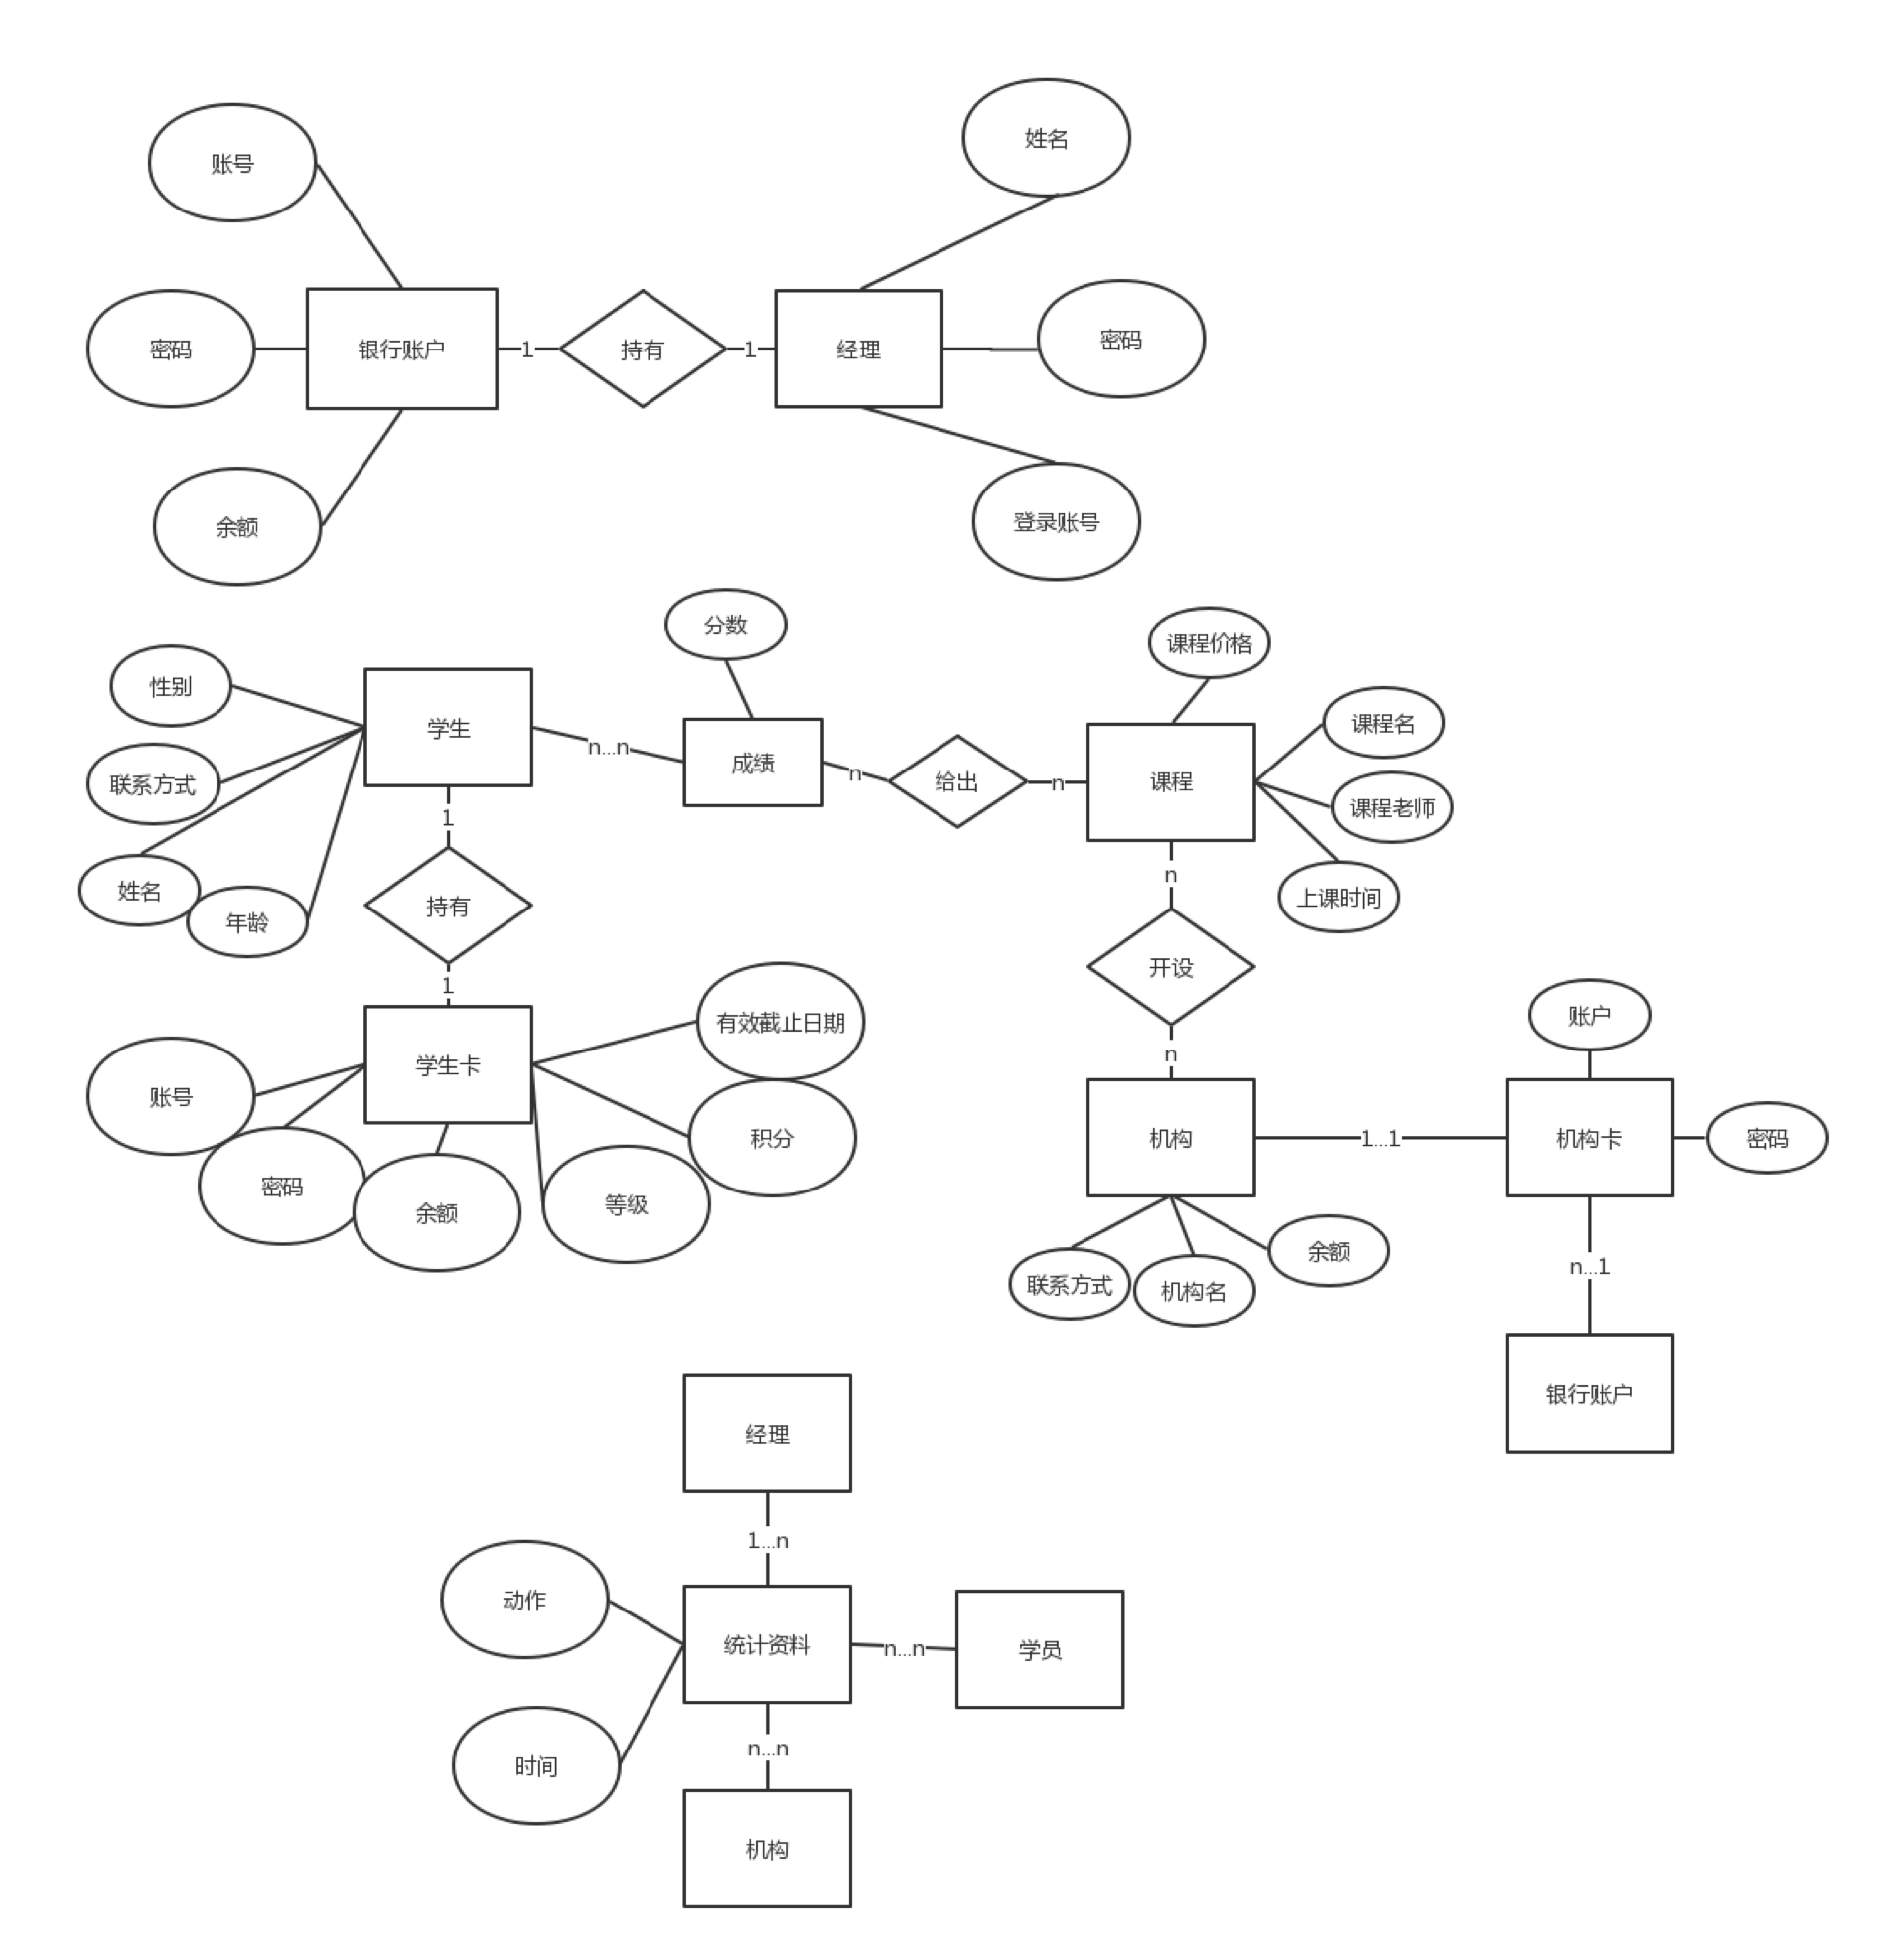 姓名
账号
密码
密码
银行账户
1
持有
1
经理
登录账号
余额
分数
课程价格
性别
学生
课程名
n...n
成绩
n
给出
n
课程
联系方式
课程老师
1
n
姓名
年龄
持有
上课时间
开设
1
账户
有效截止日期
n
学生卡
账号
积分
机构
1...1
机构卡
密码
密码
余额
等级
余额
联系方式
机构名
n...1
银行账户
经理
1...n
动作
统计资料
n...n
学员
时间
n...n
机构